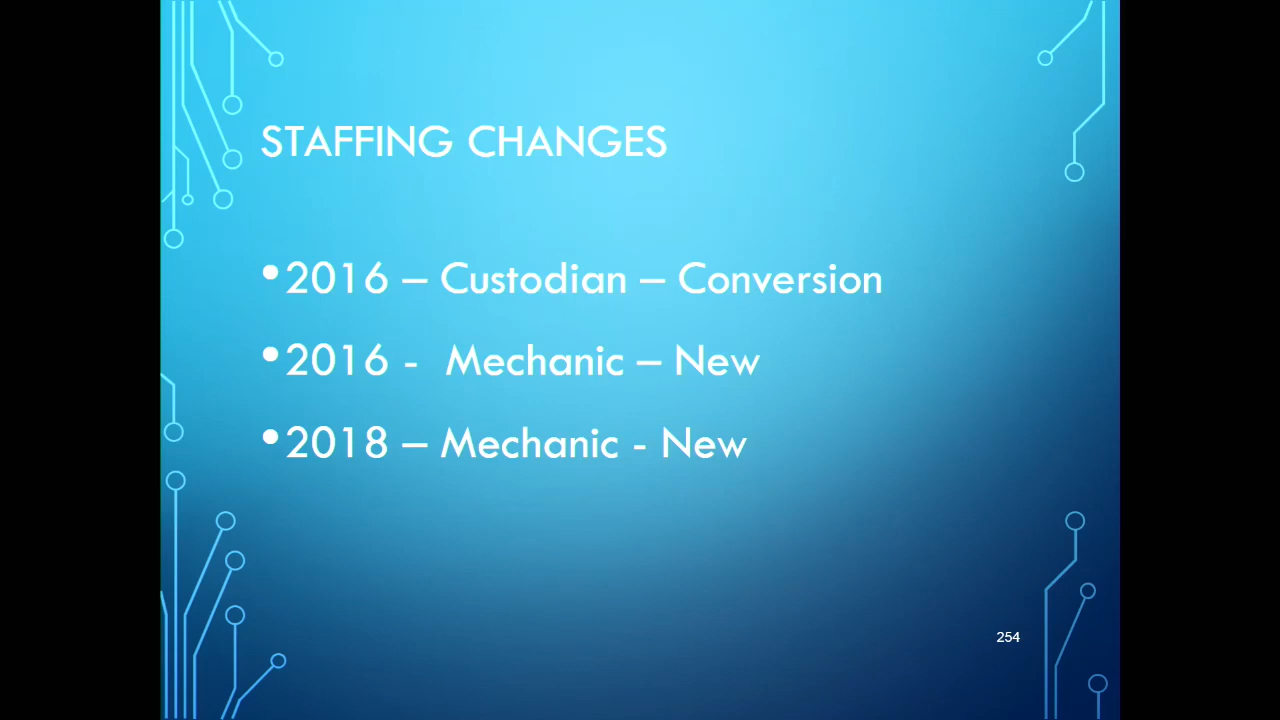 STAFFING CHANGES
•2016 – Custodian – Conversion
•2016 -  Mechanic – New
•2018 – Mechanic - New
254